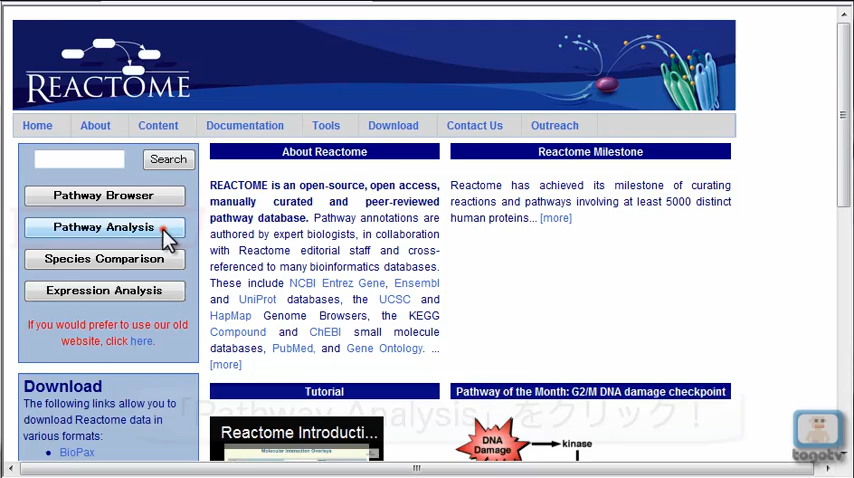 REACTOME
Home About Content Documentation Tools Download Contact Us Outreach
Search
Pathway Browser
Pathway Analysis
Species Comparison
Expression Analysis
If you would prefer to use our old
website, click here.
Download
The following links allow you to
download Reactome data in
various formats:
BioPax
About Reactome
REACTOME is an open-source, open access,
manually curated and peer-reviewed
pathway database. Pathway annotations are
authored by expert biologists, in collaboration
with Reactome editorial staff and cross-
referenced to many bioinformatics databases.
These include NCBI Entrez Gene, Ensembl
and UniProt databases, the UCSC and
HapMap Genome Browsers, the KEGG
Compound and ChEBI small molecule
databases, PubMed, and Gene Ontology. ...
[more]
Reactome Milestone
Reactome has achieved its milestone of curating
reactions and pathways involving at least 5000 distinct
human proteins... [more]
Tutorial
Reactome Introducti...
Molecular Interaction Overlays
Pathway of the Month: G2/M DNA damage checkpoint
DNA
Damage
kinase
「Pathway Analysis」をクリック！
togotv